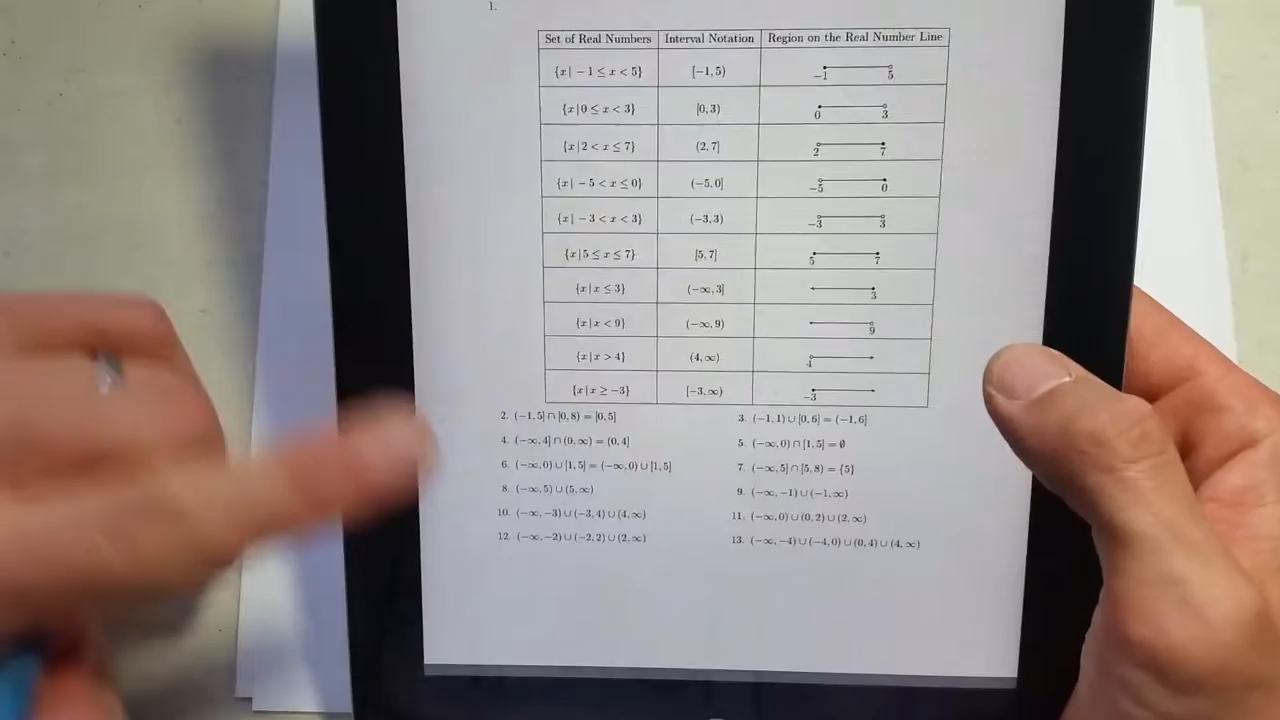 1.
Set of Real Numbers Interval Notation Region on the Real Number Line
{x | −1 ≤ x < 5} [−1, 5) −1 5
{x | 0 ≤ x < 3} [0, 3) 0 3
{x | 2 < x ≤ 7} (2, 7] 2 7
{x | −5 < x ≤ 0} (−5, 0] −5 0
{x | −3 < x < 3} (−3, 3) −3 3
{x | 5 ≤ x ≤ 7} [5, 7] 5 7
{x | x ≤ 3} (−∞, 3] 3
{x | x < 9} (−∞, 9) 9
{x | x > 4} (4, ∞) 4
{x | x ≥ −3} [−3, ∞) −3
2. (−1, 5] ∩ [0, 8) = [0, 5] 3. (−1, 1) ∪ [0, 6] = (−1, 6]
4. (−∞, 4] ∩ (0, ∞) = (0, 4] 5. (−∞, 0) ∩ [1, 5] = ∅
6. (−∞, 0) ∪ [1, 5] = (−∞, 0) ∪ [1, 5] 7. (−∞, 5] ∩ [5, 8) = {5}
8. (−∞, 5) ∪ (5, ∞) 9. (−∞, −1) ∪ (−1, ∞)
10. (−∞, −3) ∪ (−3, 4) ∪ (4, ∞) 11. (−∞, 0) ∪ (0, 2) ∪ (2, ∞)
12. (−∞, −2) ∪ (−2, 2) ∪ (2, ∞) 13. (−∞, −4) ∪ (−4, 0) ∪ (0, 4) ∪ (4, ∞)